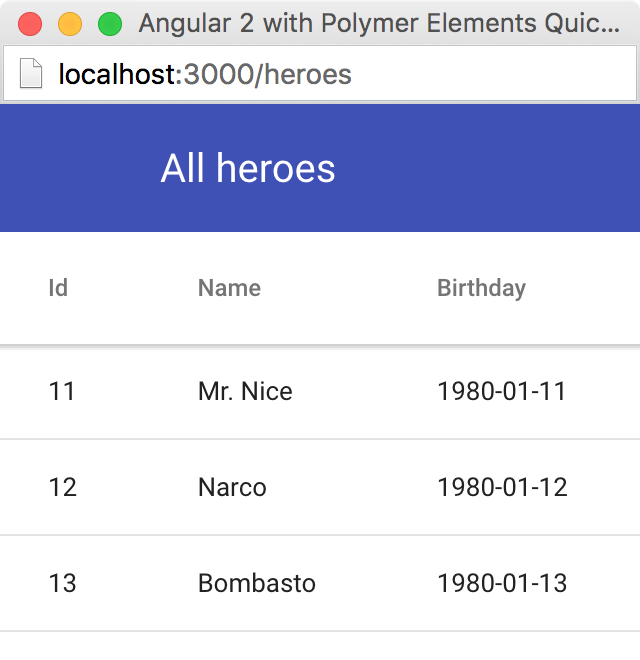 Angular 2 with Polymer Elements Quic...
localhost:3000/heroes
All heroes
Id Name Birthday
11 Mr. Nice 1980-01-11
12 Narco 1980-01-12
13 Bombasto 1980-01-13